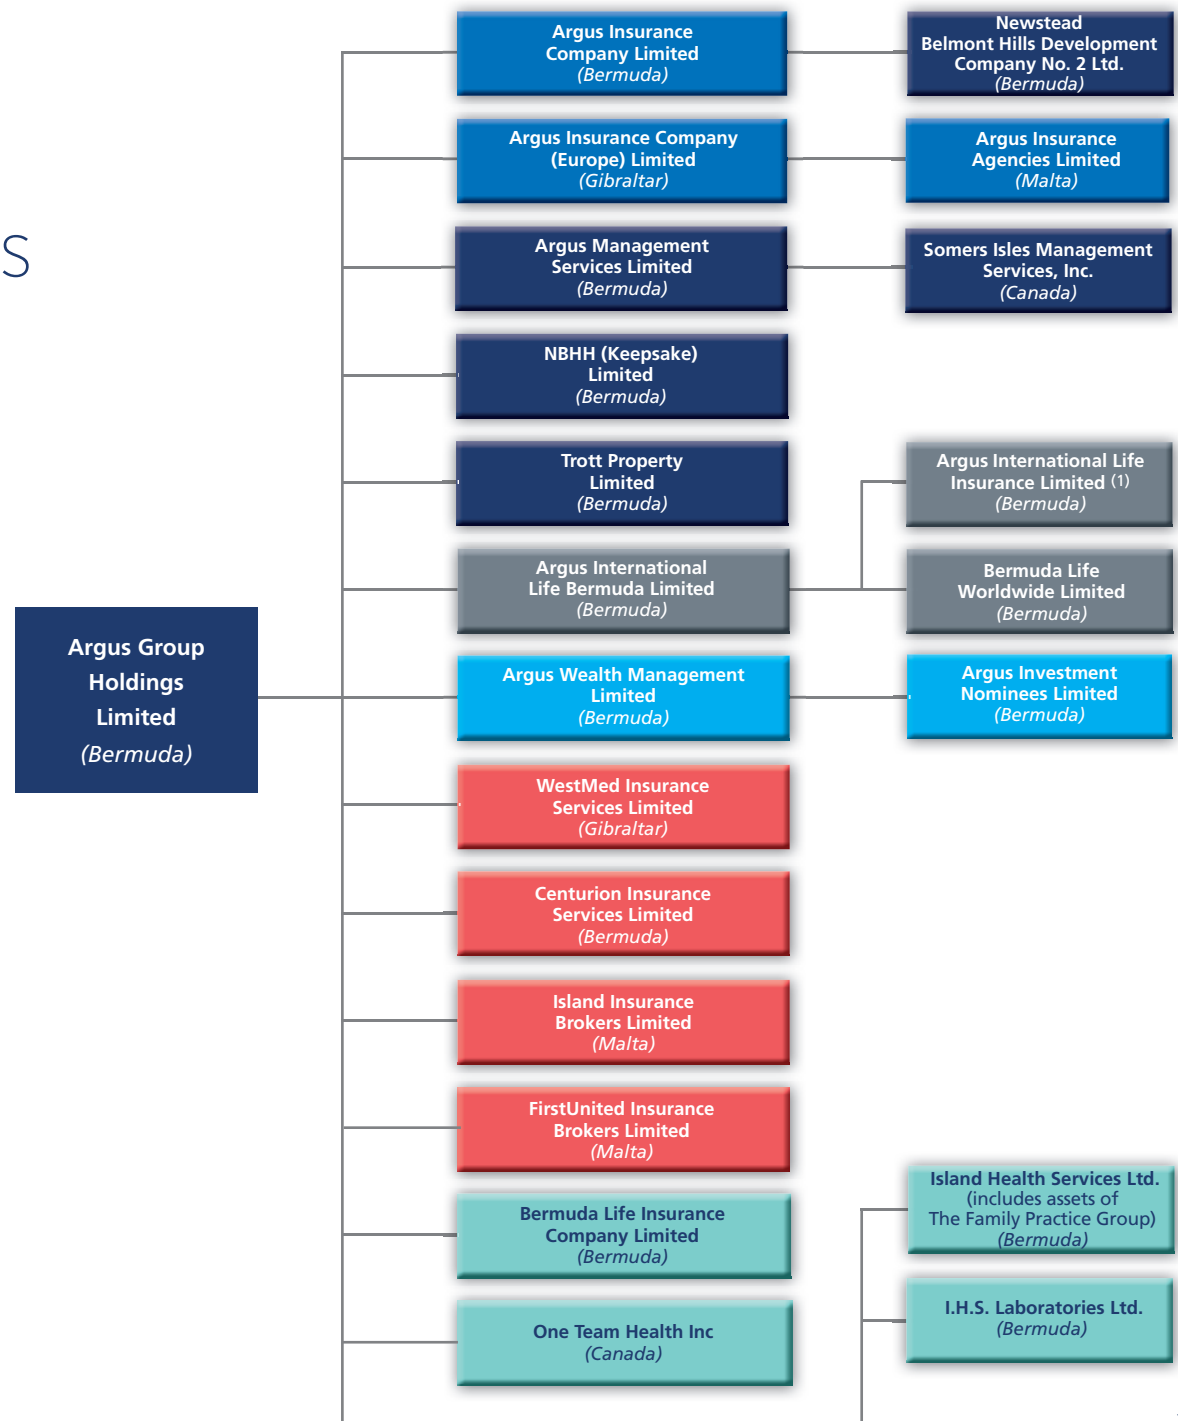 Argus Insurance
Company Limited
(Bermuda)
Newstead
Belmont Hills Development
Company No. 2 Ltd.
(Bermuda)
Argus Insurance Company
(Europe) Limited
(Gibraltar)
Argus Insurance
Agencies Limited
(Malta)
S
Argus Management
Services Limited
(Bermuda)
Somers Isles Management
Services, Inc.
(Canada)
NBHH (Keepsake)
Limited
(Bermuda)
Trott Property
Limited
(Bermuda)
Argus International Life
Insurance Limited (1)
(Bermuda)
Argus International
Life Bermuda Limited
(Bermuda)
Bermuda Life
Worldwide Limited
(Bermuda)
Argus Group
Holdings
Limited
(Bermuda)
Argus Wealth Management
Limited
(Bermuda)
Argus Investment
Nominees Limited
(Bermuda)
WestMed Insurance
Services Limited
(Gibraltar)
Centurion Insurance
Services Limited
(Bermuda)
Island Insurance
Brokers Limited
(Malta)
FirstUnited Insurance
Brokers Limited
(Malta)
Bermuda Life Insurance
Company Limited
(Bermuda)
Island Health Services Ltd.
(includes assets of
The Family Practice Group)
(Bermuda)
One Team Health Inc
(Canada)
I.H.S. Laboratories Ltd.
(Bermuda)